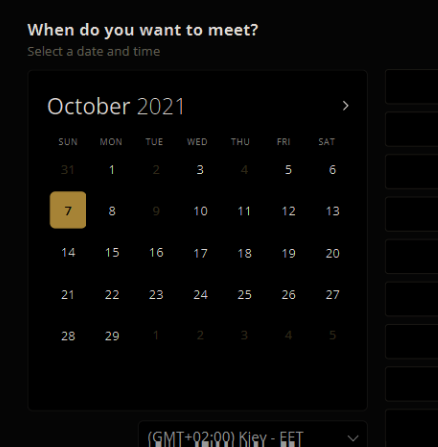 When do you want to meet?
Select a date and time
October 2021
SUN MON TUE WED THU FRI SAT
31 1 2 3 4 5 6
7 8 9 10 11 12 13
14 15 16 17 18 19 20
21 22 23 24 25 26 27
28 29 1 2 3 4 5
(GMT+02:00) Kiev - EET